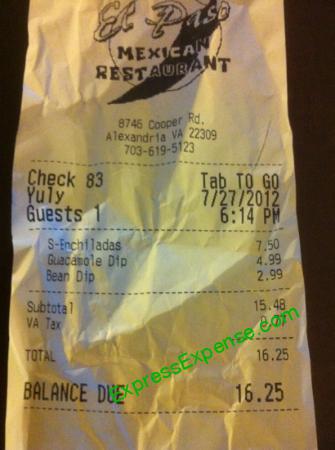 El Paso
MEXICAN
RESTAURANT
8746 Cooper Rd.
Alexandria VA 22309
703-619-5123
Check 83 Tab TO GO
Yuly 7/27/2012
Guests 1 6:14 PM
S-Enchiladas 7.50
Guacamole Dip 4.99
Bean Dip 2.99
Subtotal 15.48
VA Tax
TOTAL 16.25
BALANCE DUE 16.25
ExpressExpense.com